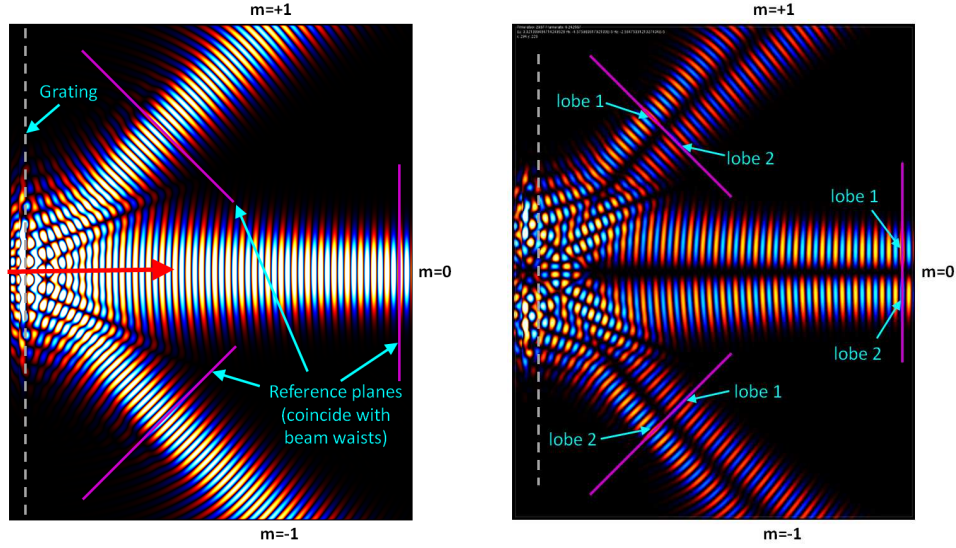 m=+1
m=+1
Grating
lobe 1
lobe 2
lobe 1
m=0
m=0
Reference planes
(coincide with
beam waists)
lobe 2
lobe 1
lobe 2
m=-1
m=-1